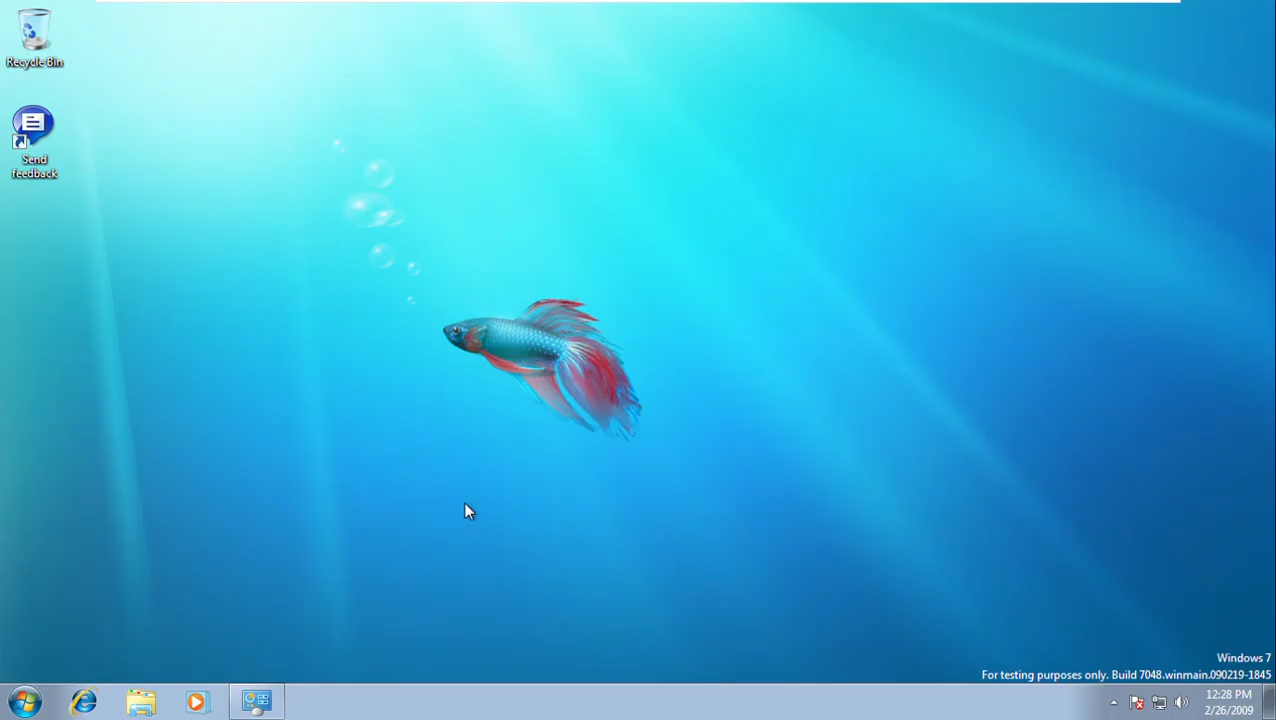 Recycle Bin
Send
feedback
Windows 7
For testing purposes only. Build 7048.winmain.090219-1845
12:28 PM
2/26/2009